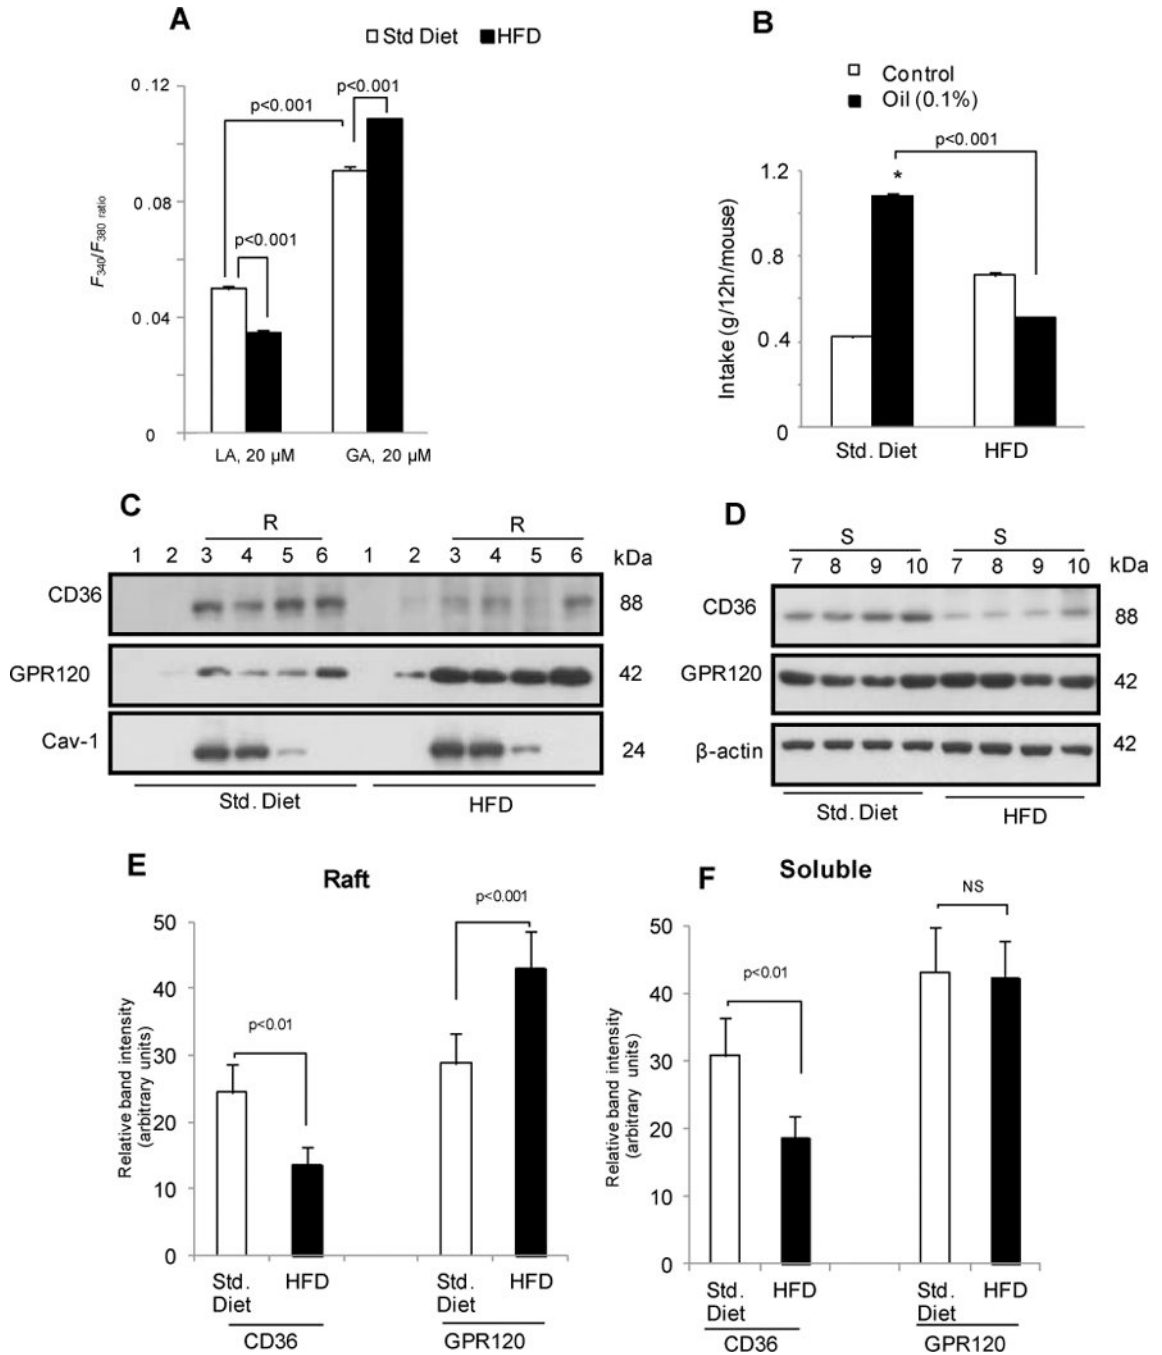 A
Std Diet HFD
0.12
0.08
0.04
0
F340/F380 ratio
p<0.001
p<0.001
p<0.001
LA, 20 µM GA, 20 µM
B
Control
Oil (0.1%)
p<0.001
*
1.2
0.8
0.4
0
Intake (g/12h/mouse)
Std. Diet HFD
C
R R
1 2 3 4 5 6 1 2 3 4 5 6 kDa
CD36 88
GPR120 42
Cav-1 24
Std. Diet HFD
D
S S
7 8 9 10 7 8 9 10 kDa
CD36 88
GPR120 42
β-actin 42
Std. Diet HFD
E
Raft
p<0.001
p<0.01
50
40
30
20
10
0
Relative band intensity
(arbitrary units)
Std. HFD Std. HFD
Diet Diet
CD36 GPR120
F
Soluble
NS
p<0.01
50
40
30
20
10
0
Relative band intensity
(arbitrary units)
Std. HFD Std. HFD
Diet Diet
CD36 GPR120